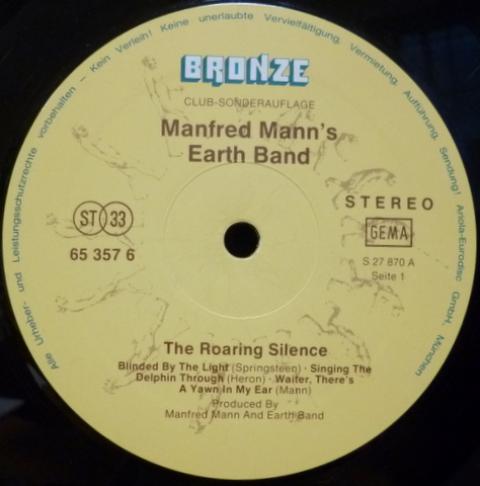 Alle Urheber- und Leistungsschutzrechte vorbehalten – Kein Verleih! Keine unerlaubte Vervielfältigung, Vermietung, Aufführung, Sendung! Ariola-Eurodisc GmbH, München
BRONZE
CLUB-SONDERAUFLAGE
Manfred Mann's
Earth Band
STEREO
ST 33
GEMA
65 357 6
S 27 870 A
Seite 1
The Roaring Silence
Blinded By The Light (Springsteen) · Singing The
Delphin Through (Heron) · Waiter, There's
A Yawn In My Ear (Mann)
Produced By
Manfred Mann And Earth Band